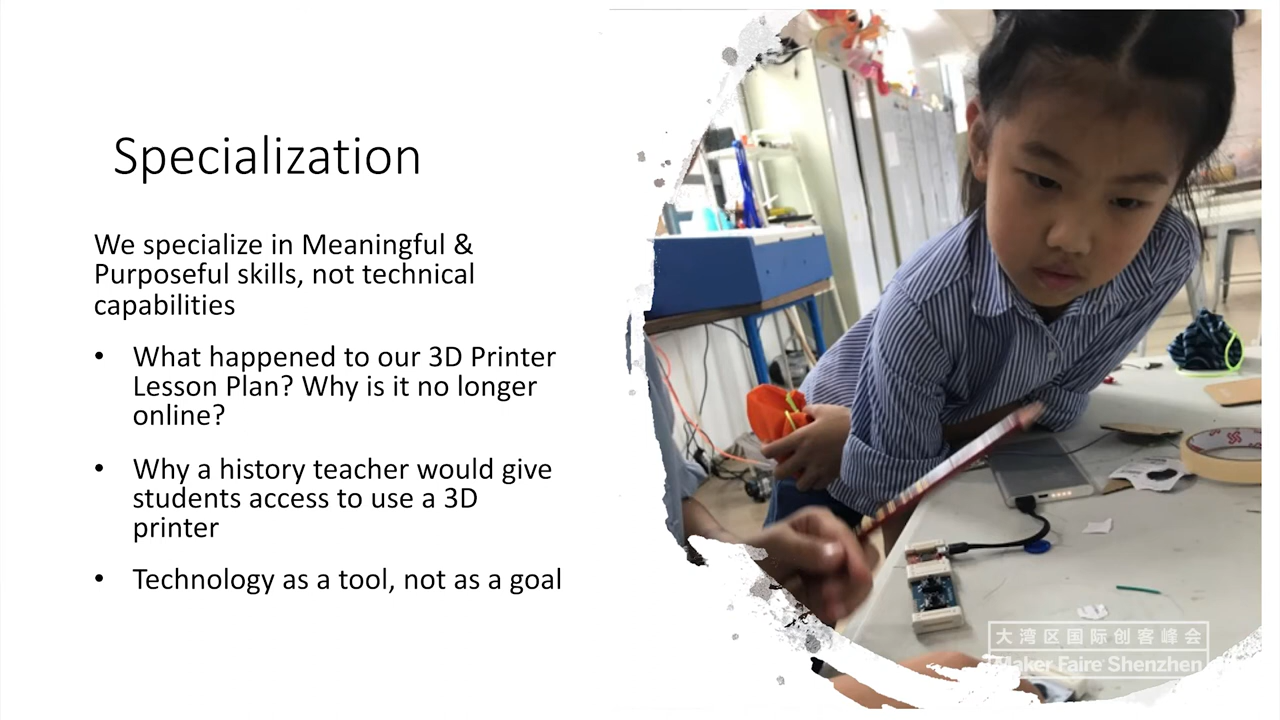 Specialization
We specialize in Meaningful &
Purposeful skills, not technical
capabilities
• What happened to our 3D Printer
Lesson Plan? Why is it no longer
online?
• Why a history teacher would give
students access to use a 3D
printer
• Technology as a tool, not as a goal
大湾区国际创客峰会
Maker Faire Shenzhen